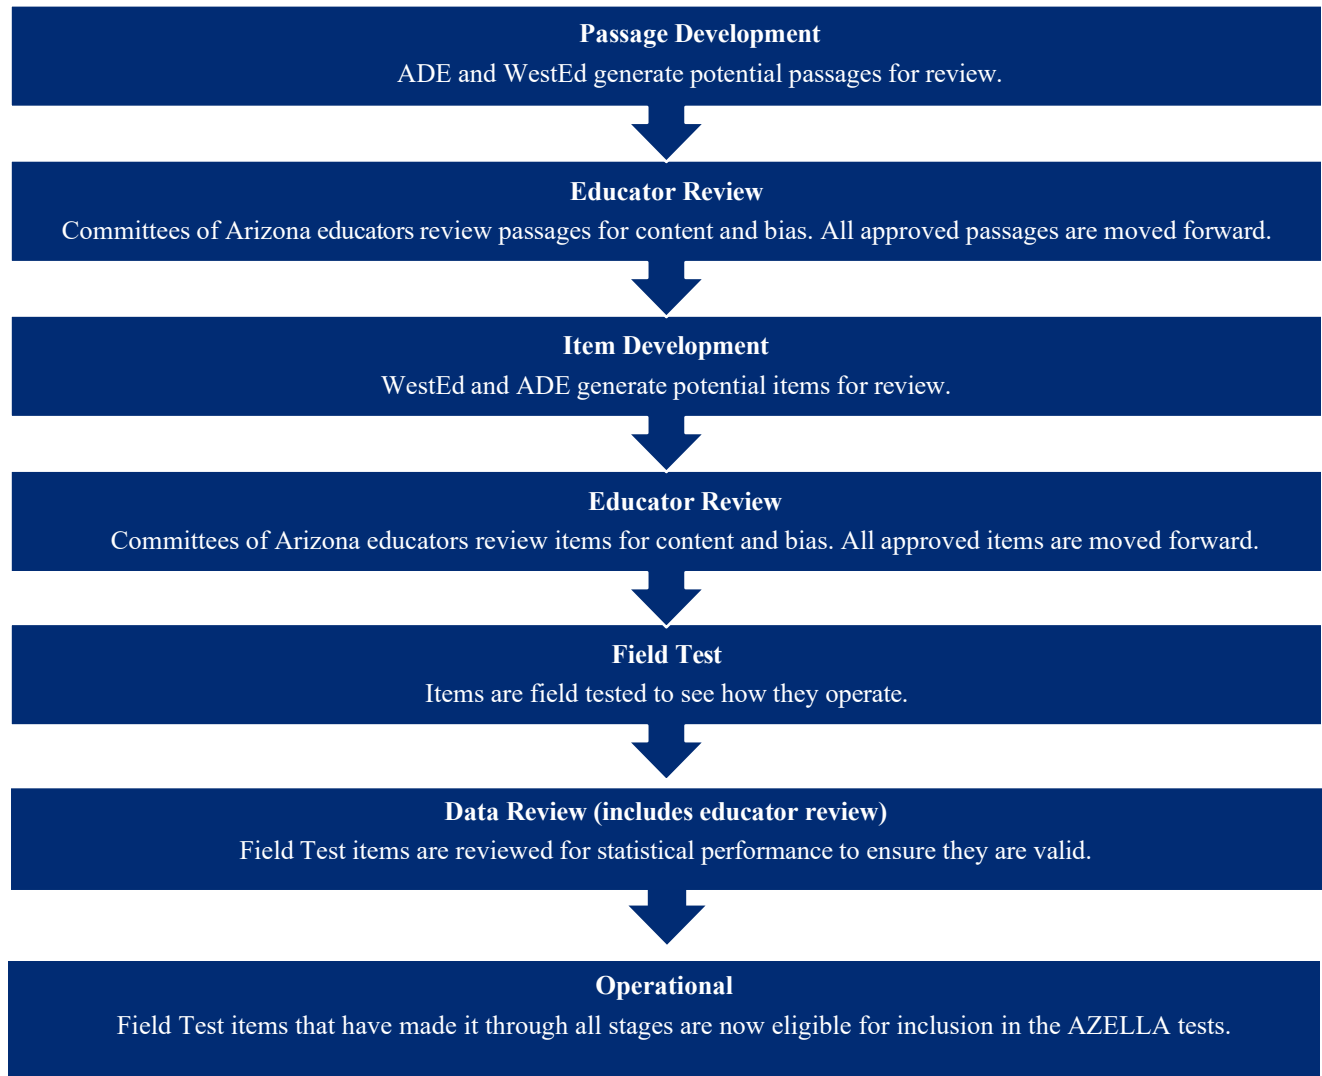 Passage Development
ADE and WestEd generate potential passages for review.
Educator Review
Committees of Arizona educators review passages for content and bias. All approved passages are moved forward.
Item Development
WestEd and ADE generate potential items for review.
Educator Review
Committees of Arizona educators review items for content and bias. All approved items are moved forward.
Field Test
Items are field tested to see how they operate.
Data Review (includes educator review)
Field Test items are reviewed for statistical performance to ensure they are valid.
Operational
Field Test items that have made it through all stages are now eligible for inclusion in the AZELLA tests.